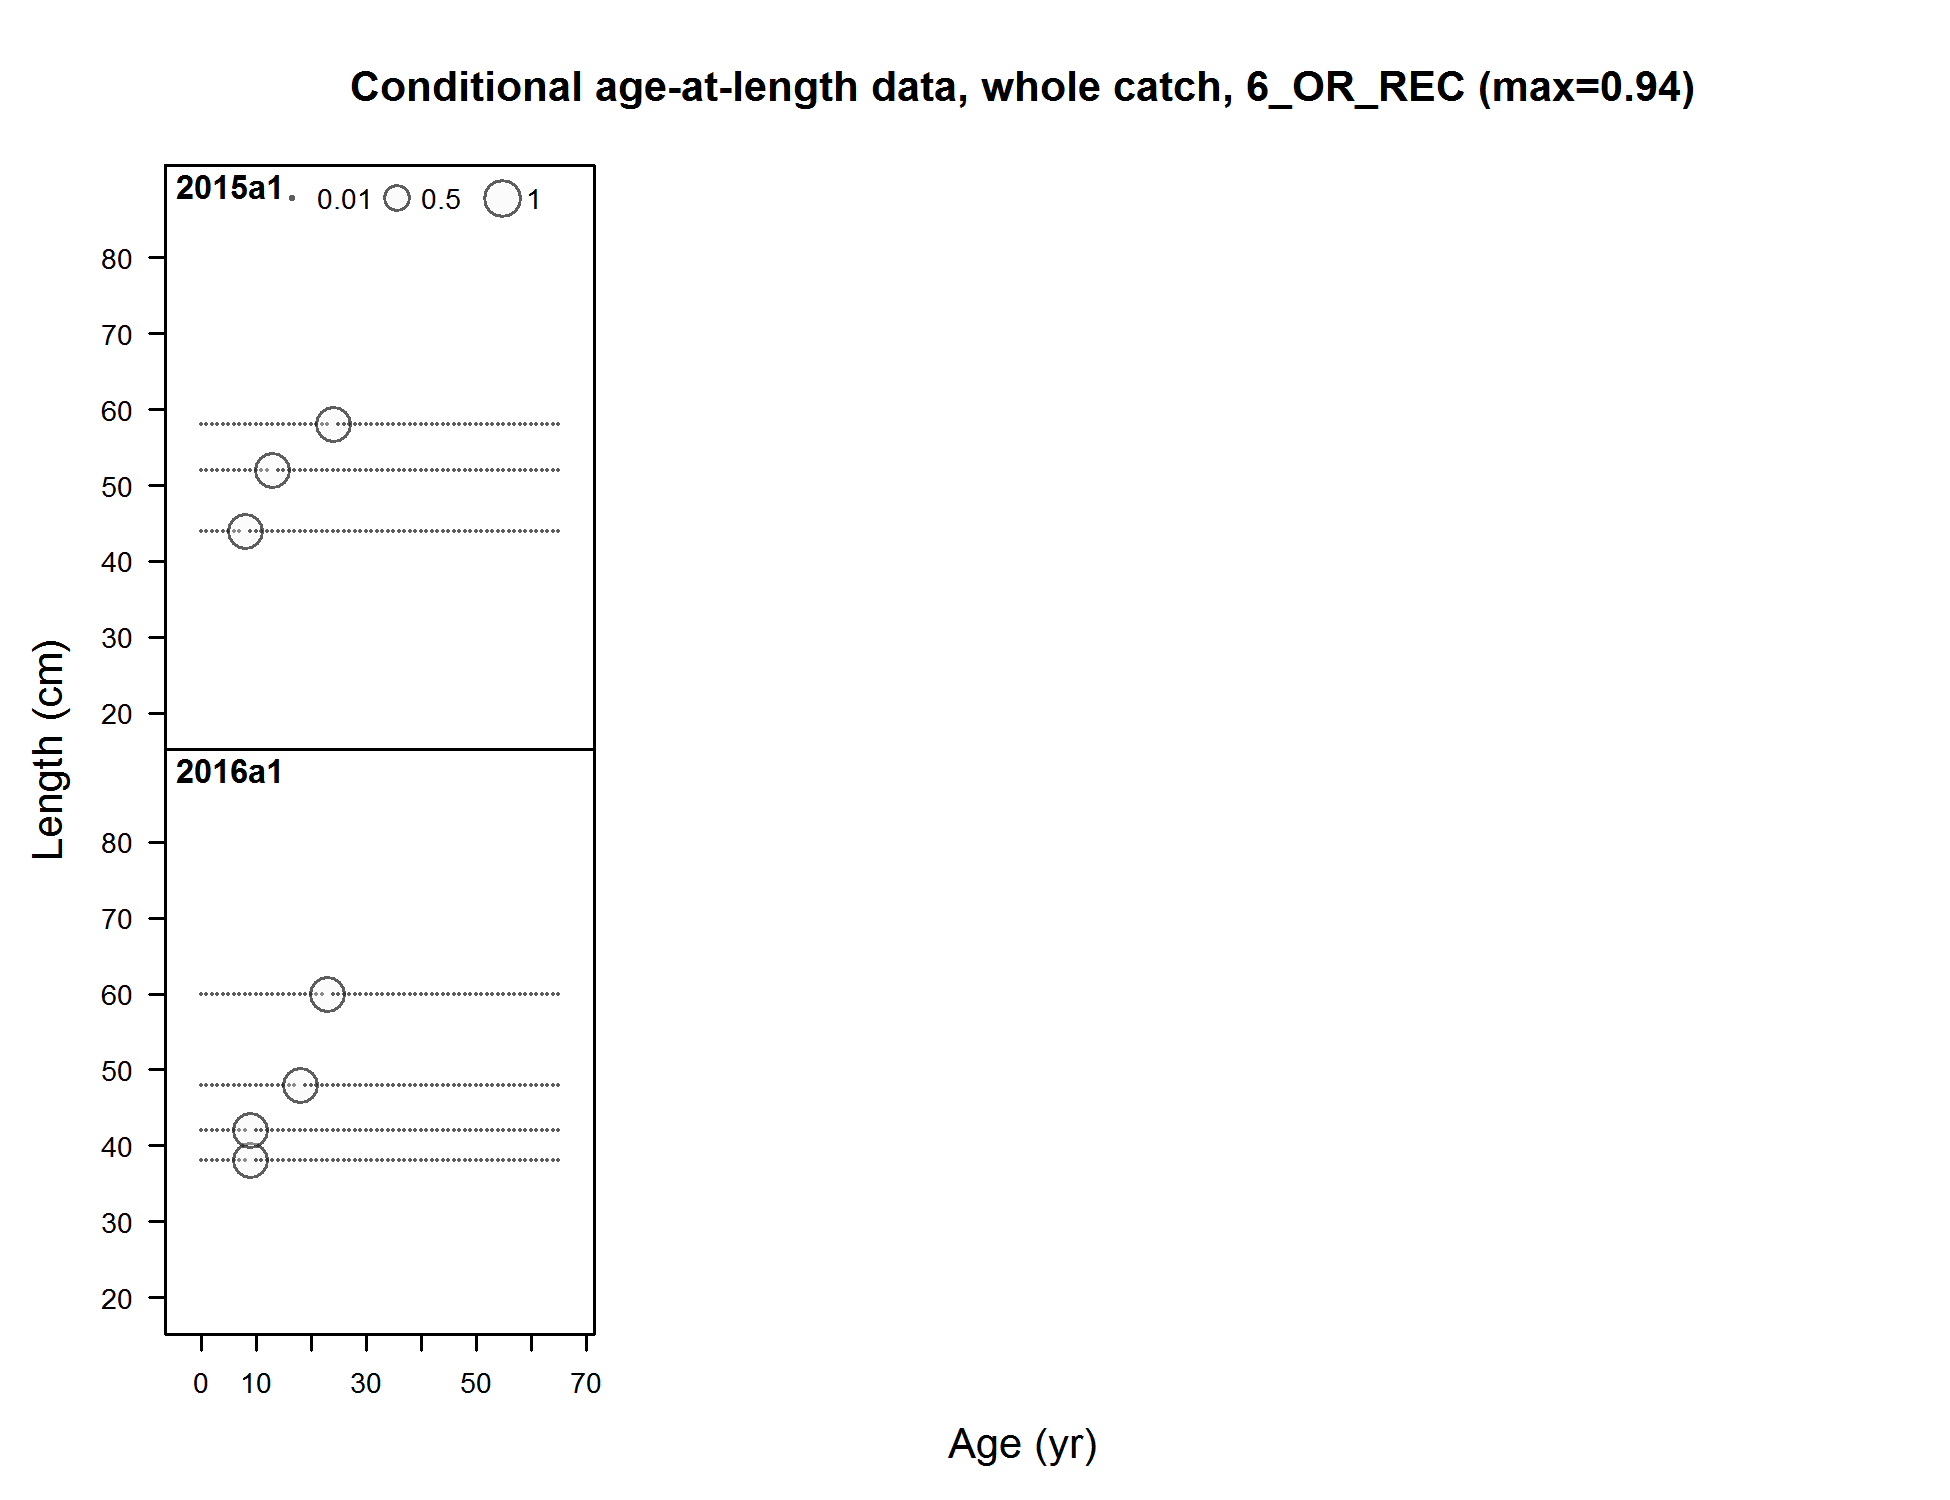 Conditional age-at-length data, whole catch, 6_OR_REC (max=0.94)
2015a1 0.01 0.5 1
80
70
60
50
40
30
20
Length (cm)
2016a1
80
70
60
50
40
30
20
0 10 30 50 70
Age (yr)